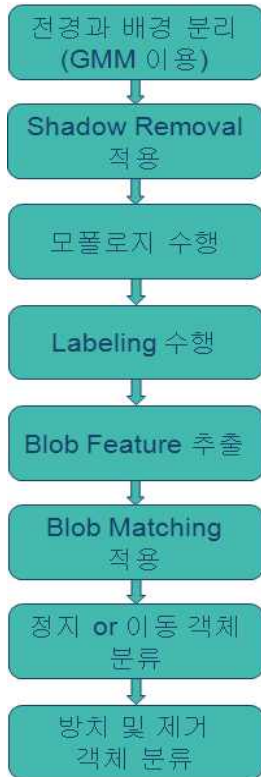 전경과 배경 분리
(GMM 이용)
Shadow Removal
적용
모폴로지 수행
Labeling 수행
Blob Feature 추출
Blob Matching
적용
정지 or 이동 객체
분류
방치 및 제거
객체 분류